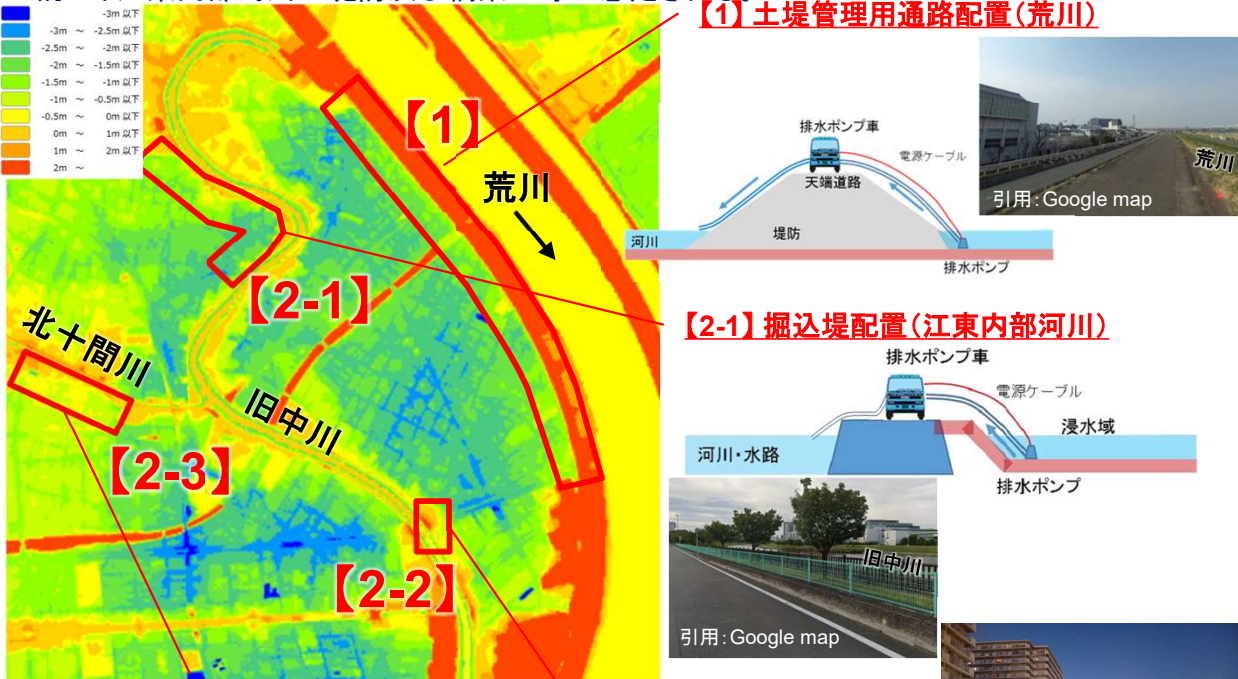 -3m 以下
-3m ～ -2.5m 以下
-2.5m ～ -2m 以下
-2m ～ -1.5m 以下
-1.5m ～ -1m 以下
-1m ～ -0.5m 以下
-0.5m ～ 0m 以下
0m ～ 1m 以下
1m ～ 2m 以下
2m ～
【1】
荒川
【2-1】
北十間川
旧中川
【2-3】
【2-2】
【1】土堤管理用通路配置(荒川)
排水ポンプ車
電源ケーブル
天端道路
河川
堤防
排水ポンプ
荒川
引用：Google map
【2-1】掘込堤配置(江東内部河川)
排水ポンプ車
電源ケーブル
浸水域
河川・水路
排水ポンプ
旧中川
引用：Google map